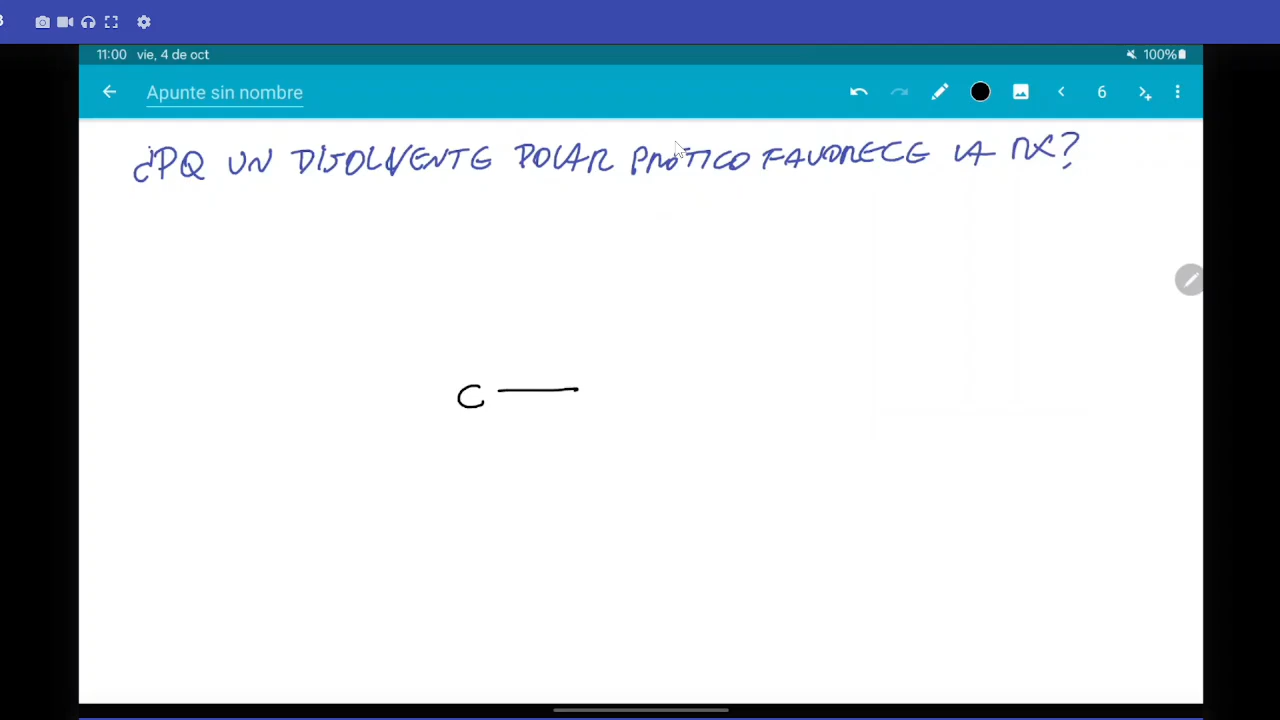 11:00 vie, 4 de oct 100%
Apunte sin nombre 6
¿PQ UN DISOLVENTE POLAR PRÓTICO FAVORECE LA RX?
C